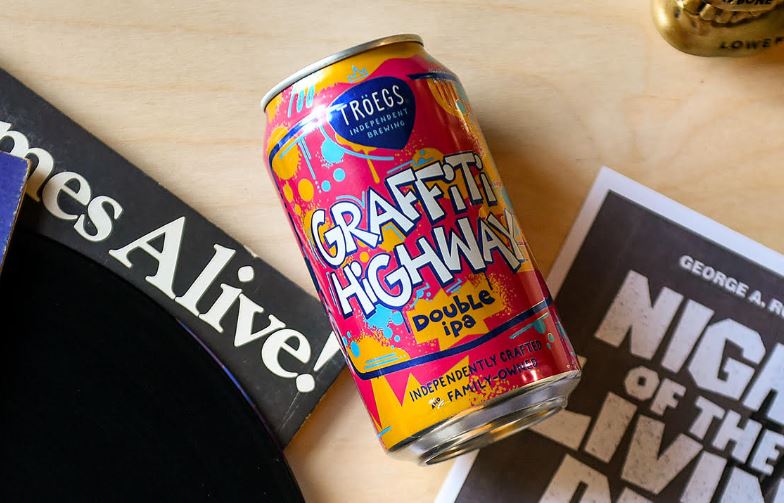 TRÖEGS
INDEPENDENT
BREWING
GRAFFITI
HIGHWAY
DOUBLE
IPA
INDEPENDENTLY CRAFTED
AND FAMILY-OWNED
mes Alive!
GEORGE A. R
NIGH
OF THE
LIVIN
LOWER